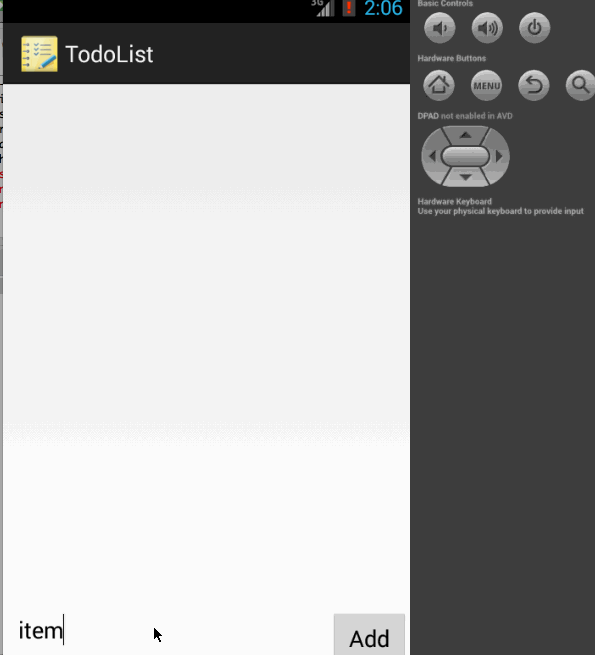 3G
2:06
TodoList
item
Add
Basic Controls
Hardware Buttons
MENU
DPAD not enabled in AVD
Hardware Keyboard
Use your physical keyboard to provide input